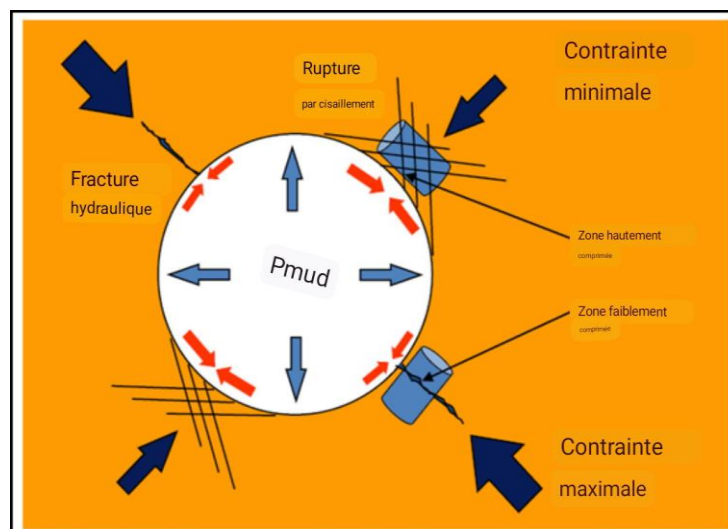 Contrainte
minimale
Rupture
par cisaillement
Fracture
hydraulique
Pmud
Zone hautement
comprimée
Zone faiblement
comprimée
Contrainte
maximale